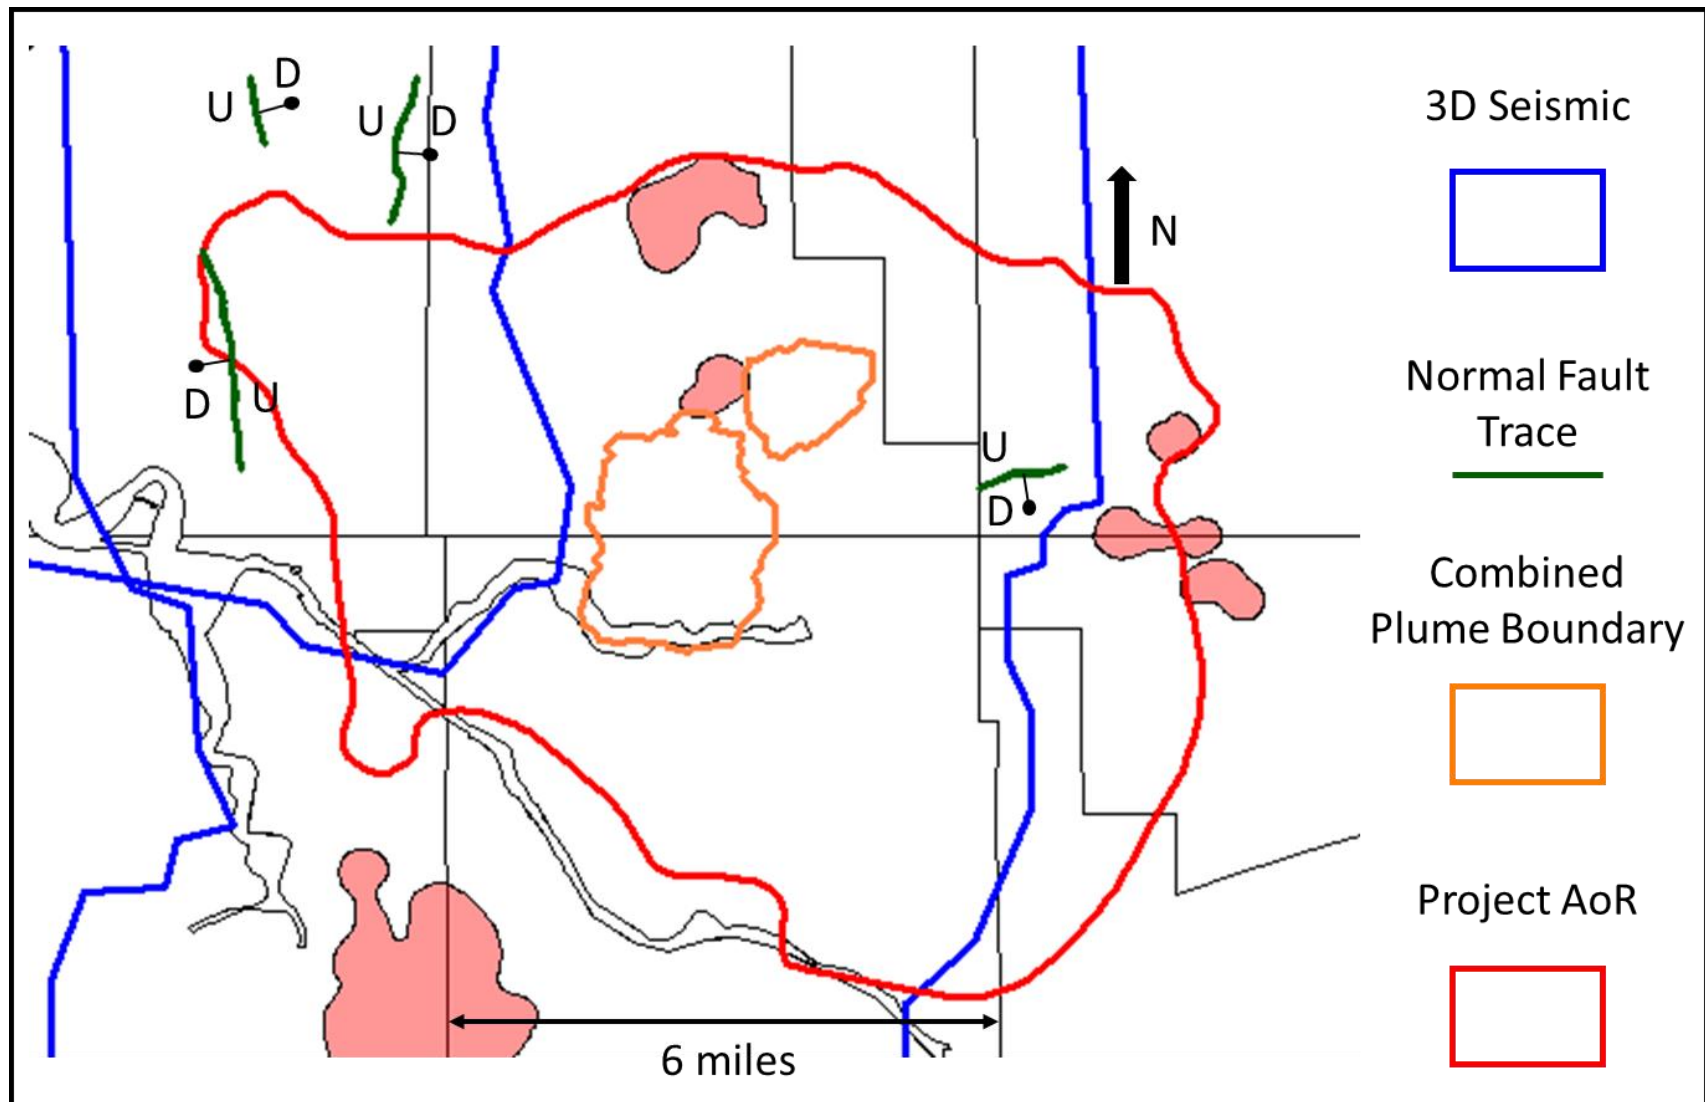 D
U
U
D
D
U
N
U
D
6 miles
3D Seismic
Normal Fault
Trace
Combined
Plume Boundary
Project AoR